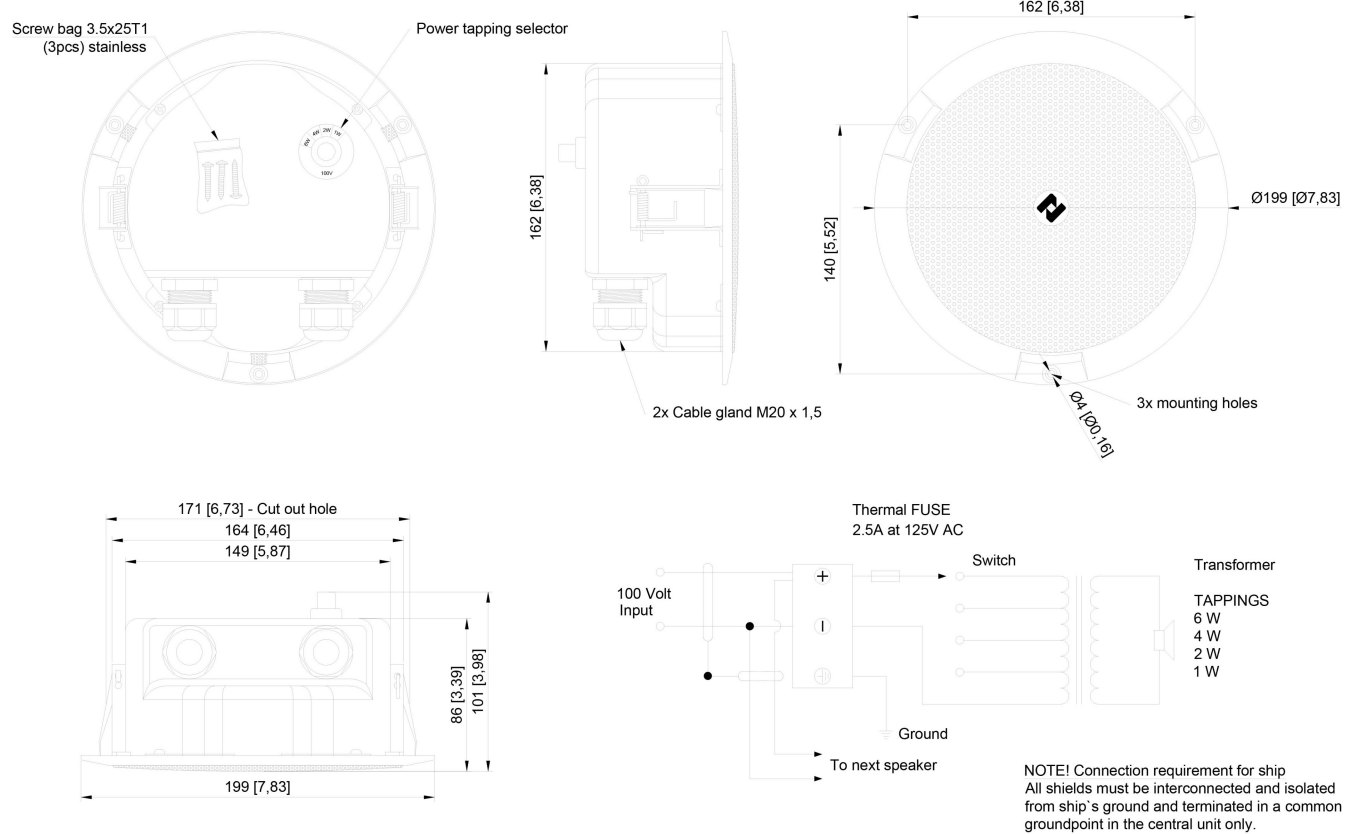 Screw bag 3.5x25T1
(3pcs) stainless
Power tapping selector
6W 4W 2W 1W
100V
162 [6,38]
2x Cable gland M20 x 1,5
162 [6,38]
140 [5,52]
Ø199 [Ø7,83]
Ø4 [Ø0,16]
3x mounting holes
171 [6,73] - Cut out hole
164 [6,46]
149 [5,87]
86 [3,39]
101 [3,98]
199 [7,83]
Thermal FUSE
2.5A at 125V AC
100 Volt
Input
+
-
Switch
Transformer
TAPPINGS
6 W
4 W
2 W
1 W
Ground
To next speaker
NOTE! Connection requirement for ship
All shields must be interconnected and isolated
from ship`s ground and terminated in a common
groundpoint in the central unit only.